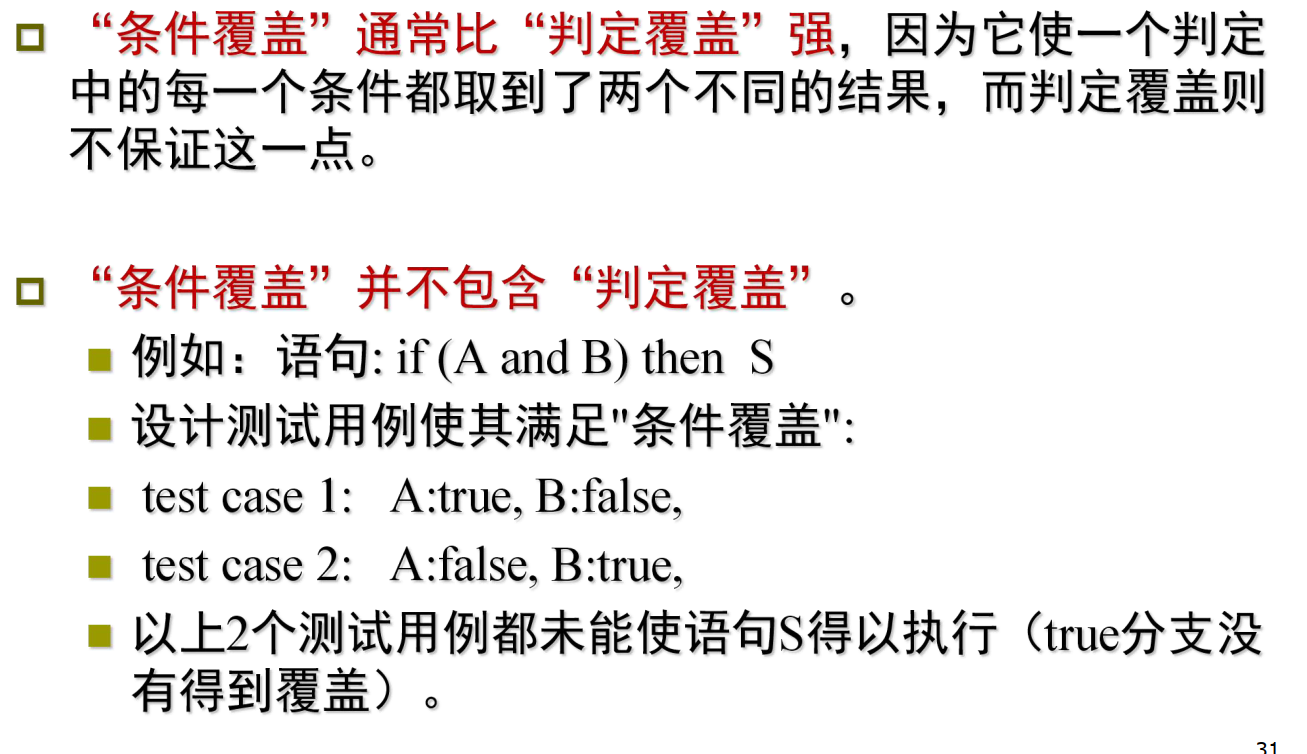 “条件覆盖”通常比“判定覆盖”强，因为它使一个判定
中的每一个条件都取到了两个不同的结果，而判定覆盖则
不保证这一点。
“条件覆盖”并不包含“判定覆盖”。
例如：语句: if (A and B) then S
设计测试用例使其满足"条件覆盖":
test case 1: A:true, B:false,
test case 2: A:false, B:true,
以上2个测试用例都未能使语句S得以执行（true分支没
有得到覆盖）。
31